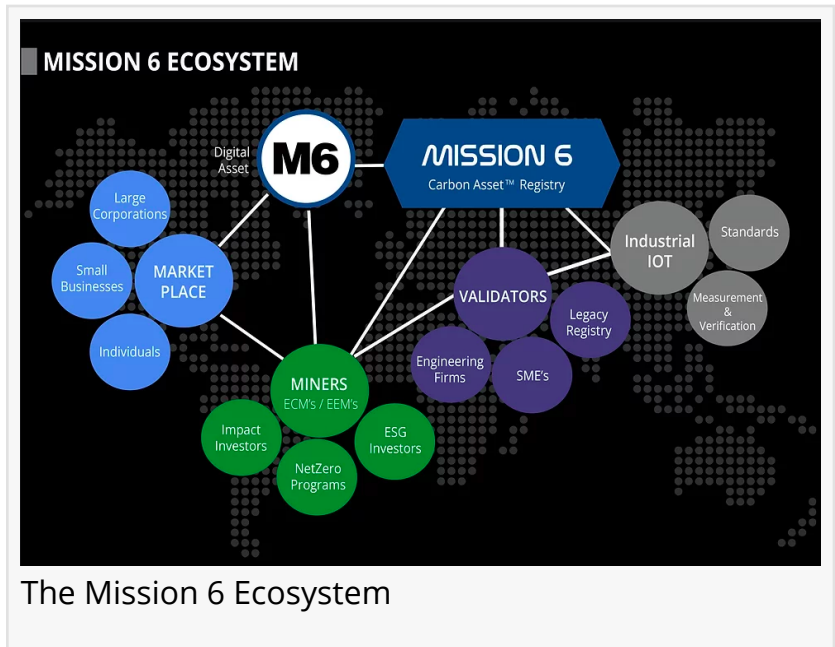 MISSION 6 ECOSYSTEM
Digital
Asset
M6
MISSION 6
Carbon Asset™ Registry
Large
Corporations
Small
Businesses
MARKET
PLACE
Individuals
Industrial
IOT
Standards
Measurement
&
Verification
VALIDATORS
Legacy
Registry
Engineering
Firms
SME's
MINERS
ECM's / EEM's
Impact
Investors
NetZero
Programs
ESG
Investors
The Mission 6 Ecosystem